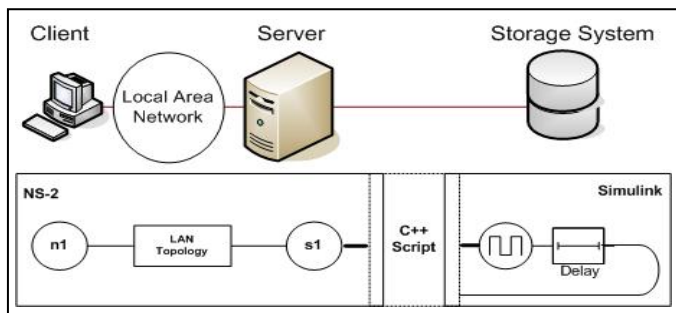 Client
Server
Storage System
Local Area
Network
NS-2
Simulink
n1
LAN
Topology
s1
C++
Script
Delay